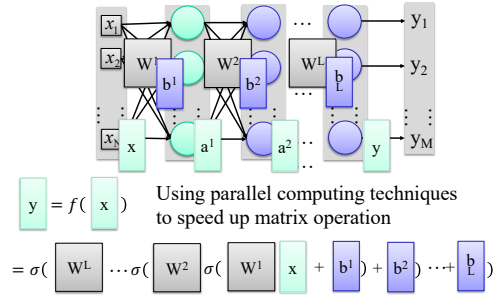 x1 … y1
x2 W1 W2 WL y2
b1 b2 bL
…
⋮ ⋮ ⋮ ⋮ ⋮ ⋮
xN x a1 a2 … y yM
y = f( x ) Using parallel computing techniques
to speed up matrix operation
= σ( WL ⋯σ( W2 σ( W1 x + b1 ) + b2 ) ⋯ + bL )